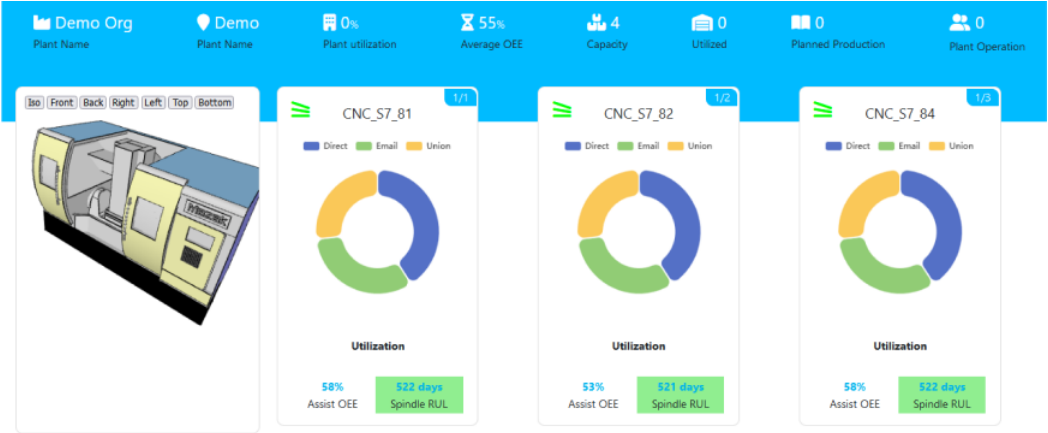 Demo Org
Plant Name
Demo
Plant Name
0%
Plant utilization
55%
Average OEE
4
Capacity
0
Utilized
0
Planned Production
0
Plant Operation
Iso Front Back Right Left Top Bottom
1/1
CNC_S7_81
Direct Email Union
Utilization
58%
Assist OEE
522 days
Spindle RUL
1/2
CNC_S7_82
Direct Email Union
Utilization
53%
Assist OEE
521 days
Spindle RUL
1/3
CNC_S7_84
Direct Email Union
Utilization
58%
Assist OEE
522 days
Spindle RUL